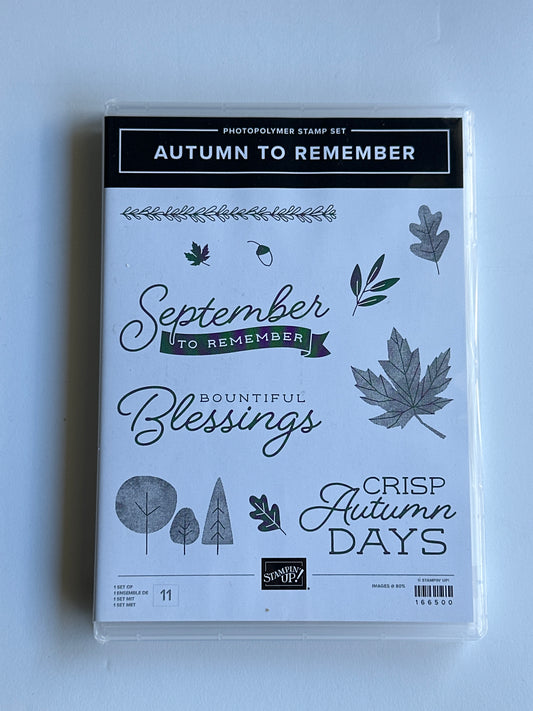 PHOTOPOLYMER STAMP SET
AUTUMN TO REMEMBER
September
TO REMEMBER
BOUNTIFUL
Blessings
CRISP
Autumn
DAYS
STAMPIN'
UP!®
1 SET OF
1 ENSEMBLE DE
1 SET MIT
1 SET MET
11
IMAGES @ 80%
© STAMPIN' UP!
166500